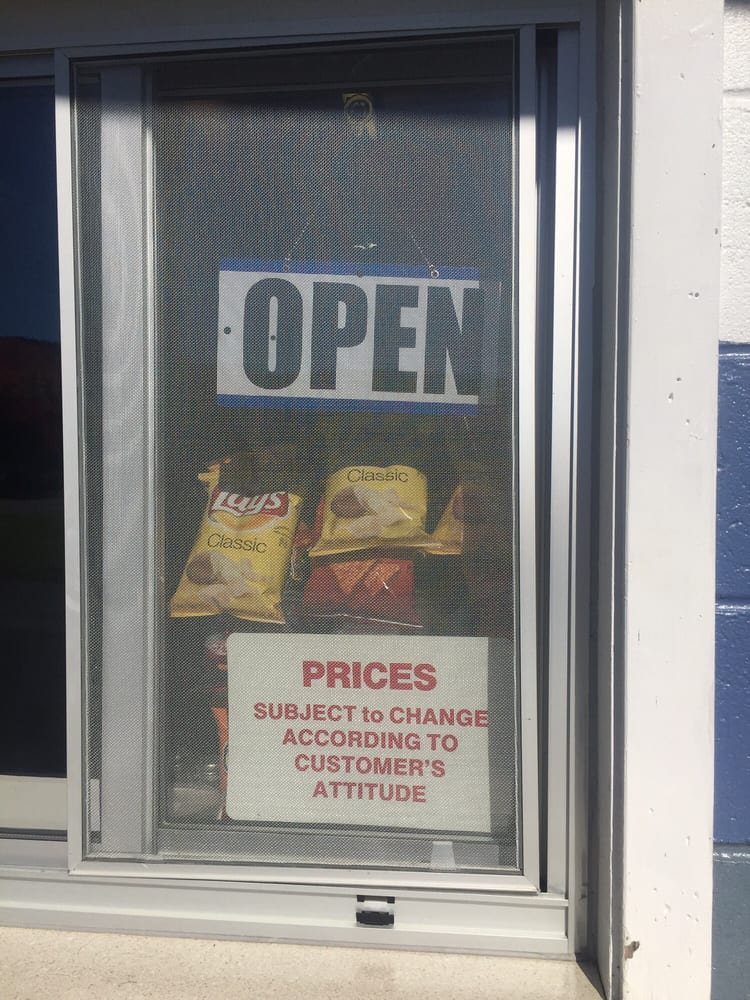 OPEN
Lay's
Classic
Classic
PRICES
SUBJECT to CHANGE
ACCORDING TO
CUSTOMER'S
ATTITUDE